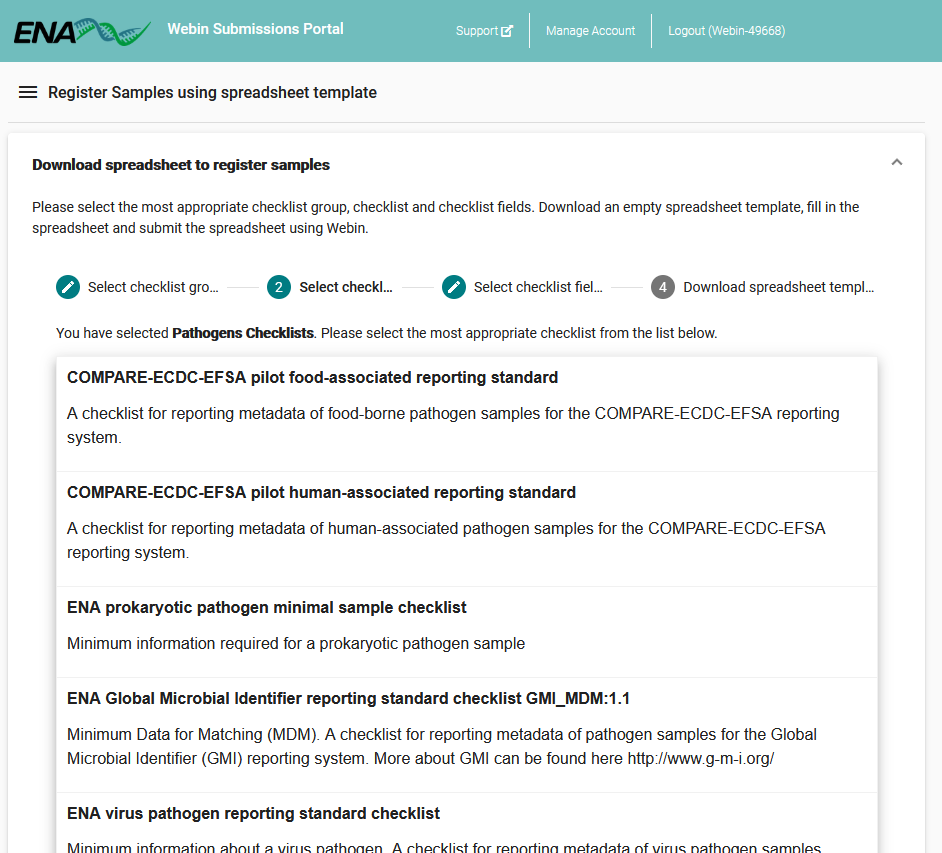 ENA
Webin Submissions Portal
Support
Manage Account
Logout (Webin-49668)
Register Samples using spreadsheet template
Download spreadsheet to register samples
Please select the most appropriate checklist group, checklist and checklist fields. Download an empty spreadsheet template, fill in the
spreadsheet and submit the spreadsheet using Webin.
Select checklist gro...
2 Select checkl...
Select checklist fiel...
4 Download spreadsheet templ...
You have selected Pathogens Checklists. Please select the most appropriate checklist from the list below.
COMPARE-ECDC-EFSA pilot food-associated reporting standard
A checklist for reporting metadata of food-borne pathogen samples for the COMPARE-ECDC-EFSA reporting
system.
COMPARE-ECDC-EFSA pilot human-associated reporting standard
A checklist for reporting metadata of human-associated pathogen samples for the COMPARE-ECDC-EFSA
reporting system.
ENA prokaryotic pathogen minimal sample checklist
Minimum information required for a prokaryotic pathogen sample
ENA Global Microbial Identifier reporting standard checklist GMI_MDM:1.1
Minimum Data for Matching (MDM). A checklist for reporting metadata of pathogen samples for the Global
Microbial Identifier (GMI) reporting system. More about GMI can be found here http://www.g-m-i.org/
ENA virus pathogen reporting standard checklist
Minimum information about a virus pathogen. A checklist for reporting metadata of virus pathogen samples